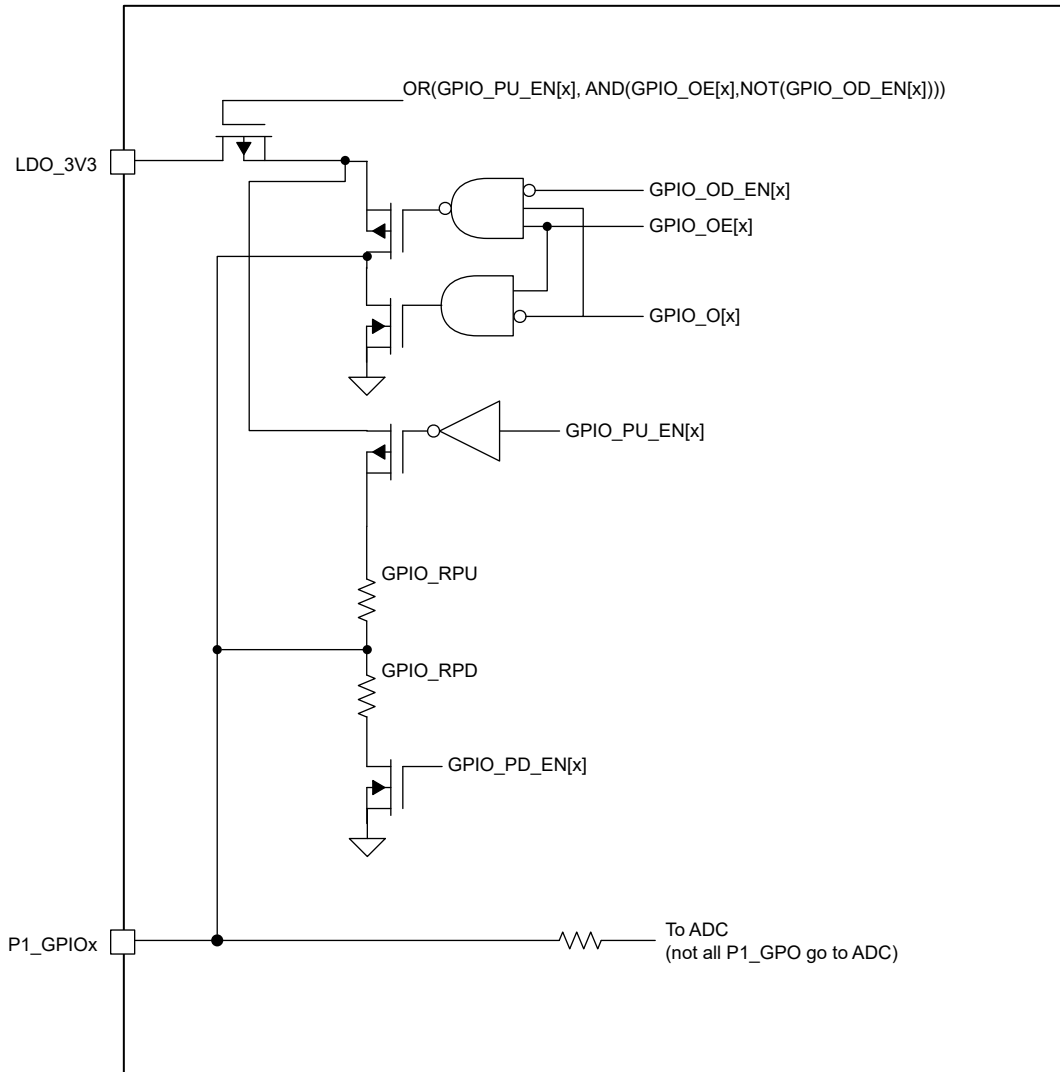 OR(GPIO_PU_EN[x], AND(GPIO_OE[x],NOT(GPIO_OD_EN[x])))
LDO_3V3
GPIO_OD_EN[x]
GPIO_OE[x]
GPIO_O[x]
GPIO_PU_EN[x]
GPIO_RPU
GPIO_RPD
GPIO_PD_EN[x]
P1_GPIOx
To ADC
(not all P1_GPO go to ADC)